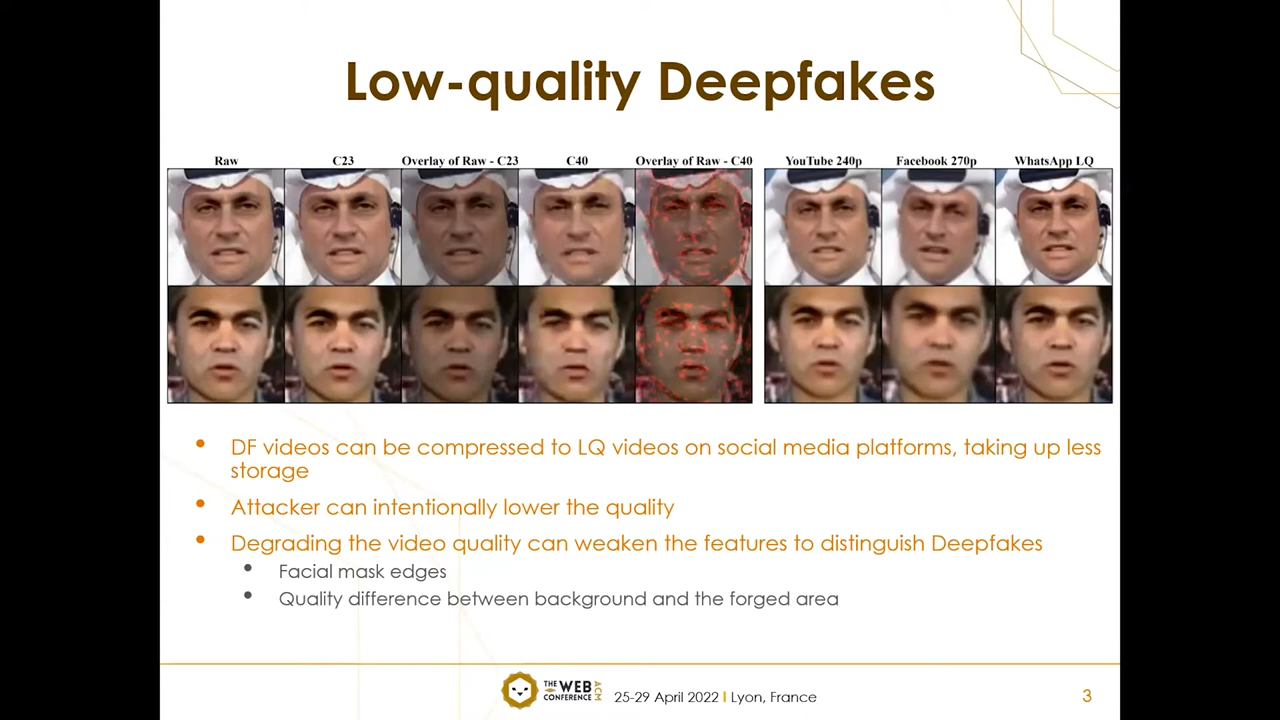 Low-quality Deepfakes
Raw C23 Overlay of Raw - C23 C40 Overlay of Raw - C40 YouTube 240p Facebook 270p WhatsApp LQ
• DF videos can be compressed to LQ videos on social media platforms, taking up less
storage
• Attacker can intentionally lower the quality
• Degrading the video quality can weaken the features to distinguish Deepfakes
• Facial mask edges
• Quality difference between background and the forged area
THE WEB CONFERENCE ACM 25-29 April 2022 I Lyon, France 3